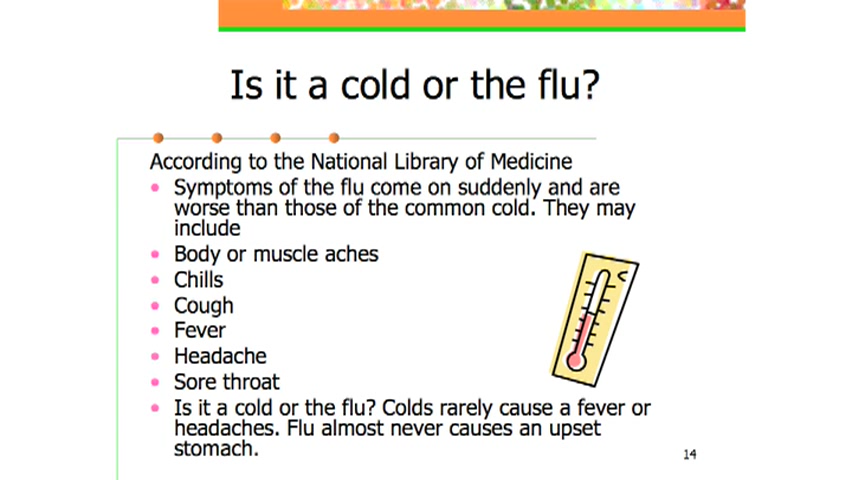 Is it a cold or the flu?
According to the National Library of Medicine
• Symptoms of the flu come on suddenly and are
worse than those of the common cold. They may
include
• Body or muscle aches
• Chills
• Cough
• Fever
• Headache
• Sore throat
• Is it a cold or the flu? Colds rarely cause a fever or
headaches. Flu almost never causes an upset
stomach.
14